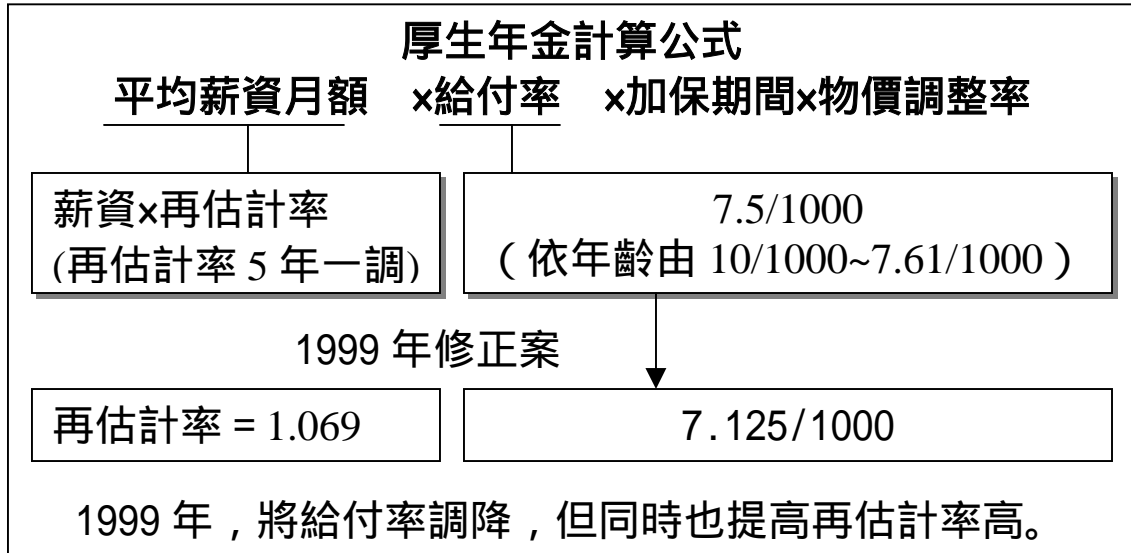 厚生年金計算公式
平均薪資月額 ×給付率 ×加保期間×物價調整率
薪資×再估計率
(再估計率 5 年一調)
7.5/1000
（依年齡由 10/1000~7.61/1000）
1999 年修正案
再估計率 = 1.069
7.125/1000
1999 年，將給付率調降，但同時也提高再估計率高。